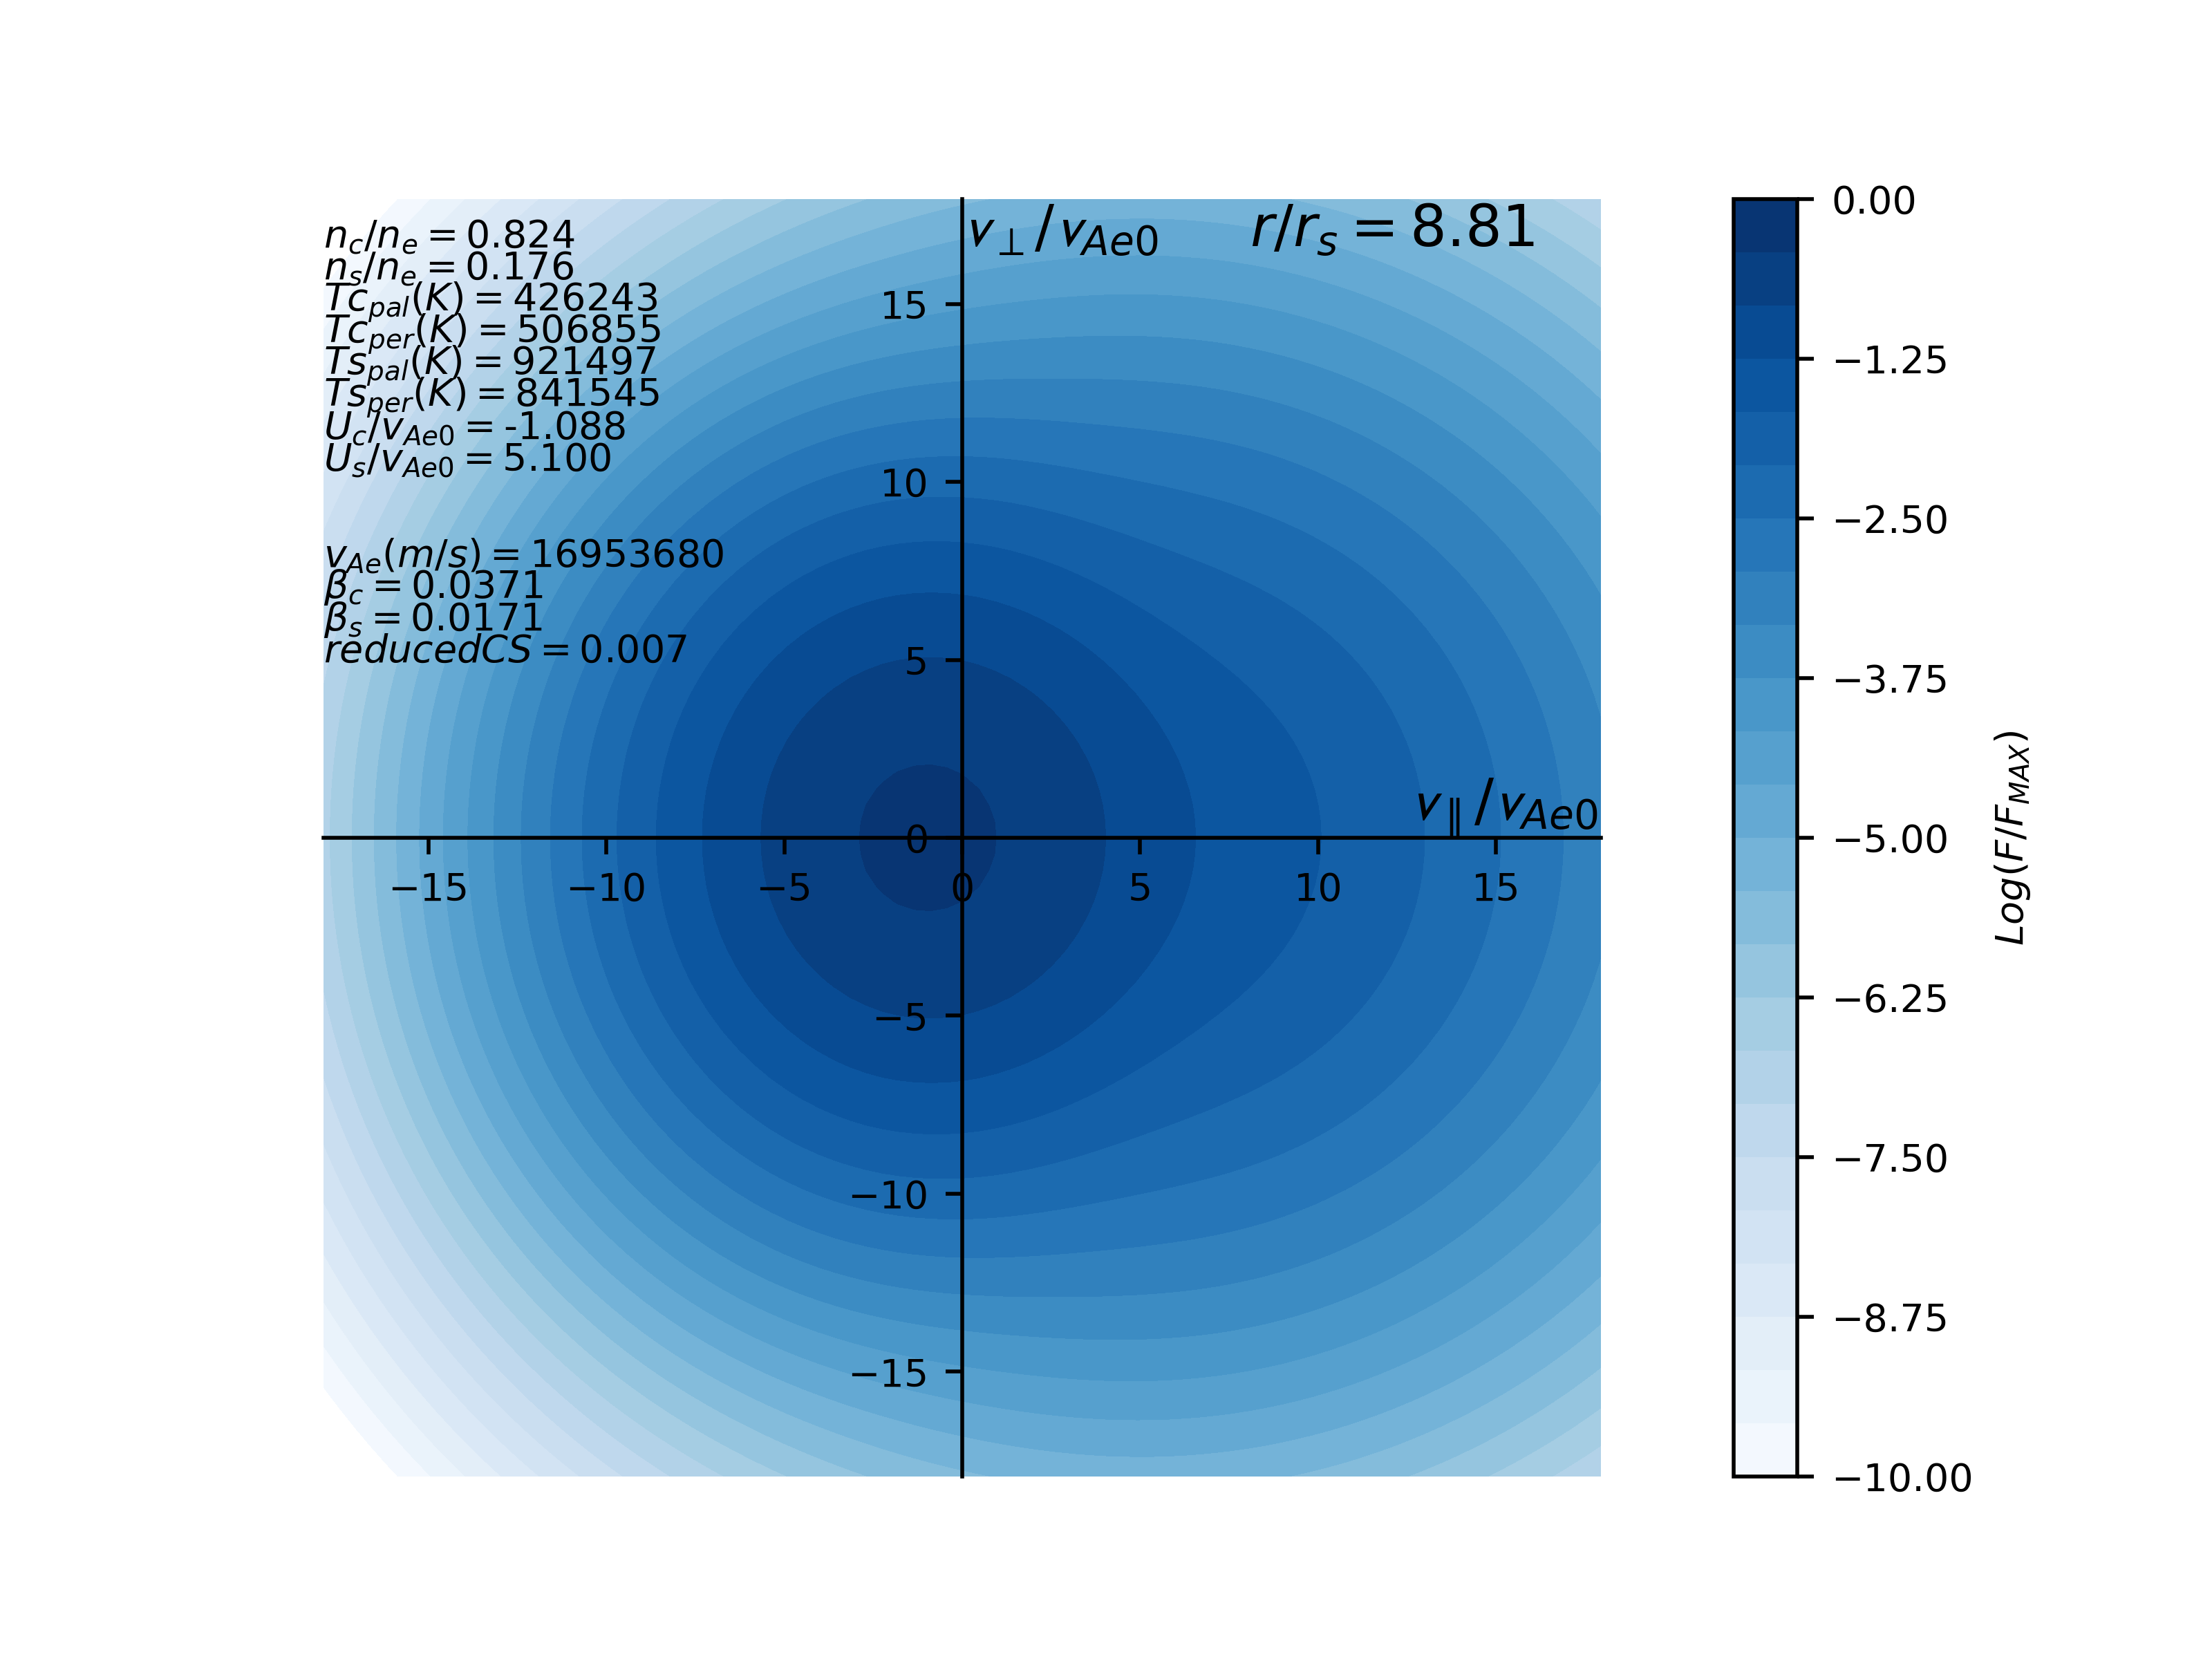 n_c/n_e = 0.824
n_s/n_e = 0.176
Tc_pal(K) = 426243
Tc_per(K) = 506855
Ts_pal(K) = 921497
Ts_per(K) = 841545
U_c/v_Ae0 = -1.088
U_s/v_Ae0 = 5.100
v_Ae(m/s) = 16953680
β_c = 0.0371
β_s = 0.0171
reducedCS = 0.007
v_⊥/v_Ae0
r/r_s = 8.81
15
10
5
0
−5
−10
−15
v_∥/v_Ae0
−15 −10 −5 0 5 10 15
0.00
−1.25
−2.50
−3.75
−5.00
−6.25
−7.50
−8.75
−10.00
Log(F/F_MAX)